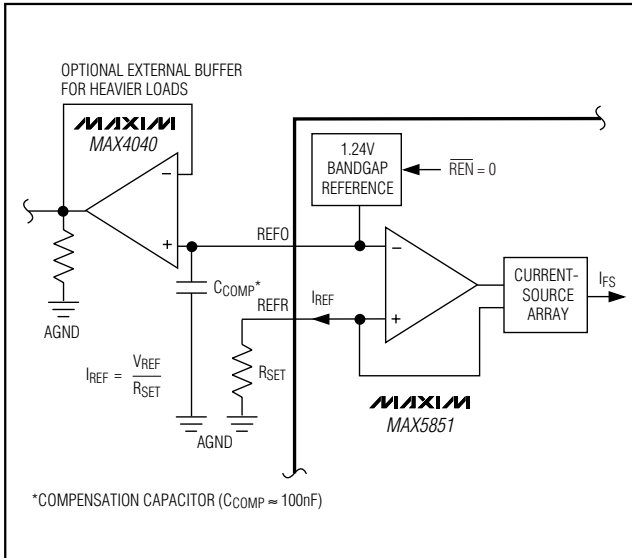 OPTIONAL EXTERNAL BUFFER
FOR HEAVIER LOADS
MAXIM
MAX4040
−
+
AGND
1.24V
BANDGAP
REFERENCE
REN = 0
REFO
CCOMP*
REFR
IREF
−
+
CURRENT-
SOURCE
ARRAY
IFS
RSET
IREF = VREF
RSET
AGND
MAXIM
MAX5851
*COMPENSATION CAPACITOR (CCOMP ≈ 100nF)